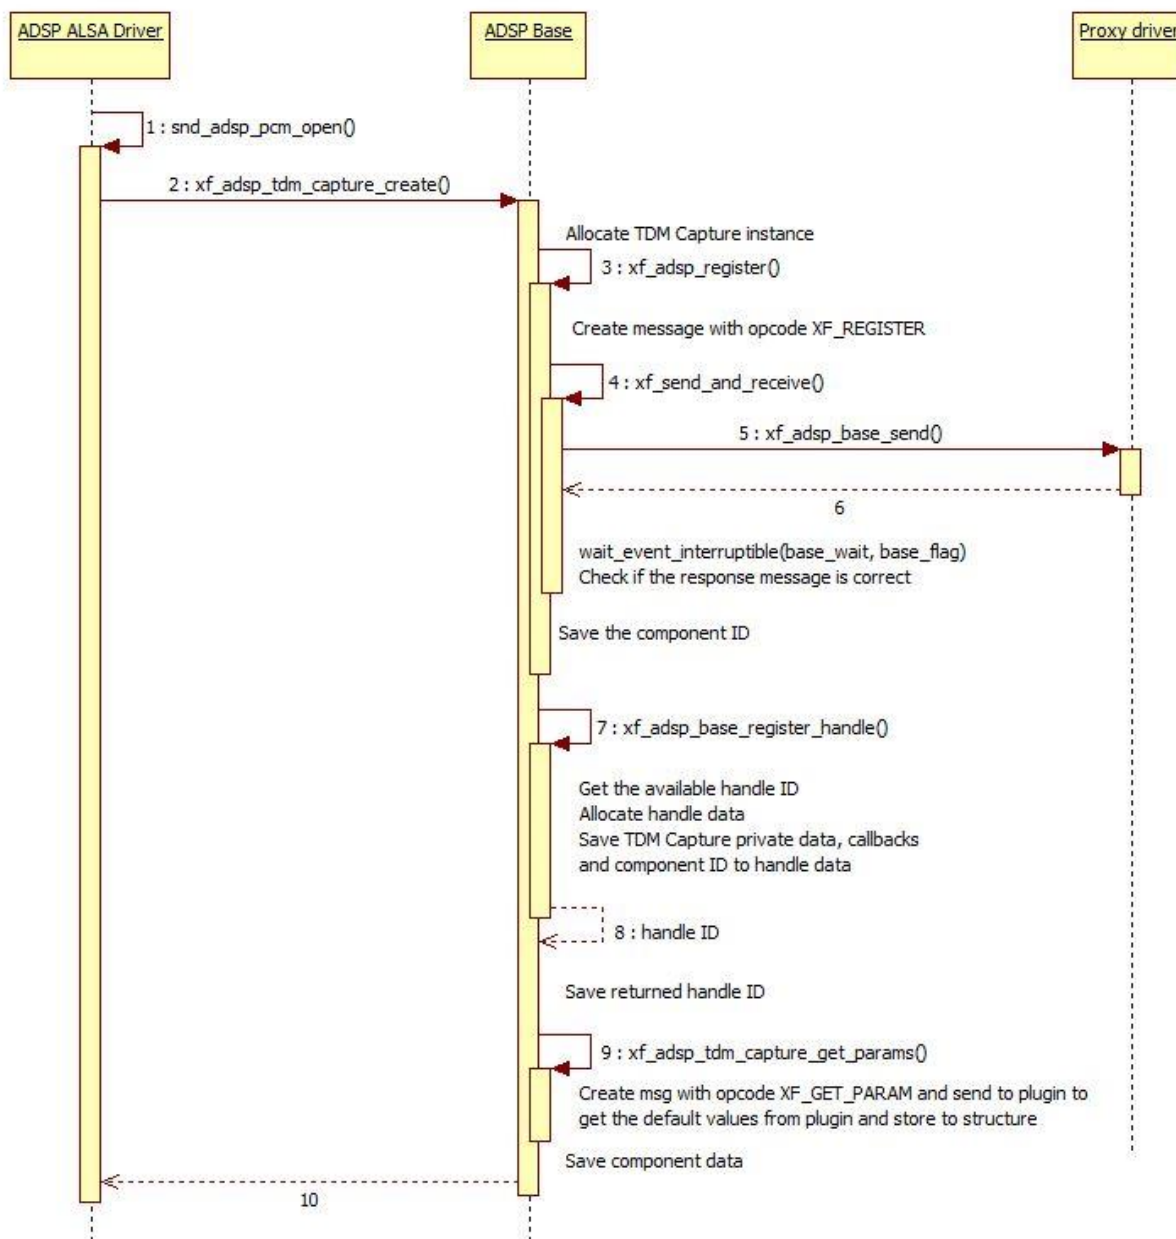 ADSP ALSA Driver
ADSP Base
Proxy driver
1 : snd_adsp_pcm_open()
2 : xf_adsp_tdm_capture_create()
Allocate TDM Capture instance
3 : xf_adsp_register()
Create message with opcode XF_REGISTER
4 : xf_send_and_receive()
5 : xf_adsp_base_send()
6
wait_event_interruptible(base_wait, base_flag)
Check if the response message is correct
Save the component ID
7 : xf_adsp_base_register_handle()
Get the available handle ID
Allocate handle data
Save TDM Capture private data, callbacks
and component ID to handle data
8 : handle ID
Save returned handle ID
9 : xf_adsp_tdm_capture_get_params()
Create msg with opcode XF_GET_PARAM and send to plugin to
get the default values from plugin and store to structure
Save component data
10